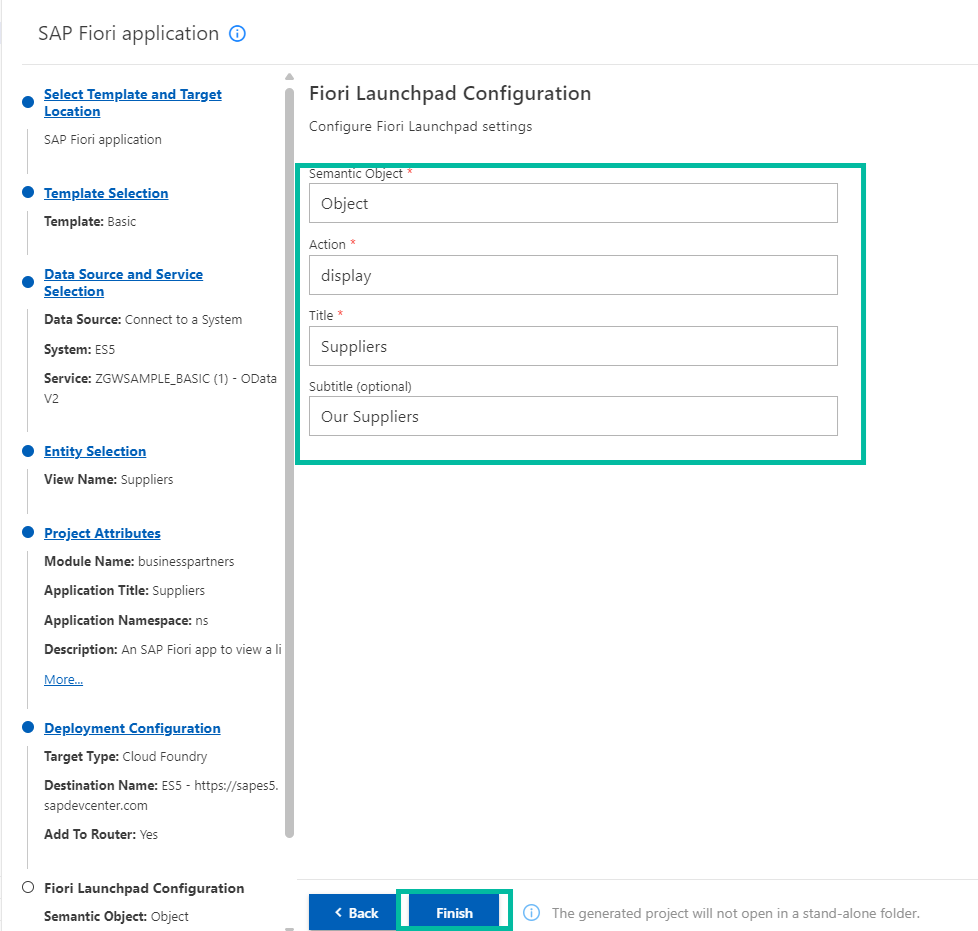 SAP Fiori application
Select Template and Target
Location
SAP Fiori application
Template Selection
Template: Basic
Data Source and Service
Selection
Data Source: Connect to a System
System: ES5
Service: ZGWSAMPLE_BASIC (1) - OData
V2
Entity Selection
View Name: Suppliers
Project Attributes
Module Name: businesspartners
Application Title: Suppliers
Application Namespace: ns
Description: An SAP Fiori app to view a li
More...
Deployment Configuration
Target Type: Cloud Foundry
Destination Name: ES5 - https://sapes5.
sapdevcenter.com
Add To Router: Yes
Fiori Launchpad Configuration
Semantic Object: Object
Fiori Launchpad Configuration
Configure Fiori Launchpad settings
Semantic Object *
Object
Action *
display
Title *
Suppliers
Subtitle (optional)
Our Suppliers
< Back
Finish
The generated project will not open in a stand-alone folder.